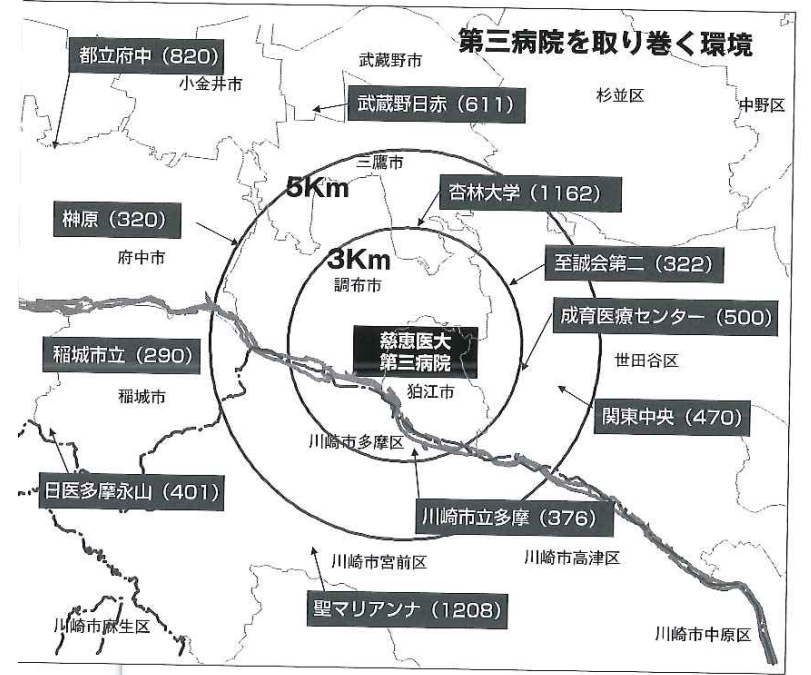 第三病院を取り巻く環境
都立府中（820）
武蔵野市
小金井市
武蔵野日赤（611）
杉並区
中野区
三鷹市
5Km
杏林大学（1162）
榊原（320）
府中市
3Km
調布市
至誠会第二（322）
成育医療センター（500）
慈恵医大
第三病院
稲城市立（290）
世田谷区
稲城市
狛江市
関東中央（470）
川崎市多摩区
日医多摩永山（401）
川崎市立多摩（376）
川崎市宮前区
川崎市高津区
聖マリアンナ（1208）
川崎市麻生区
川崎市中原区